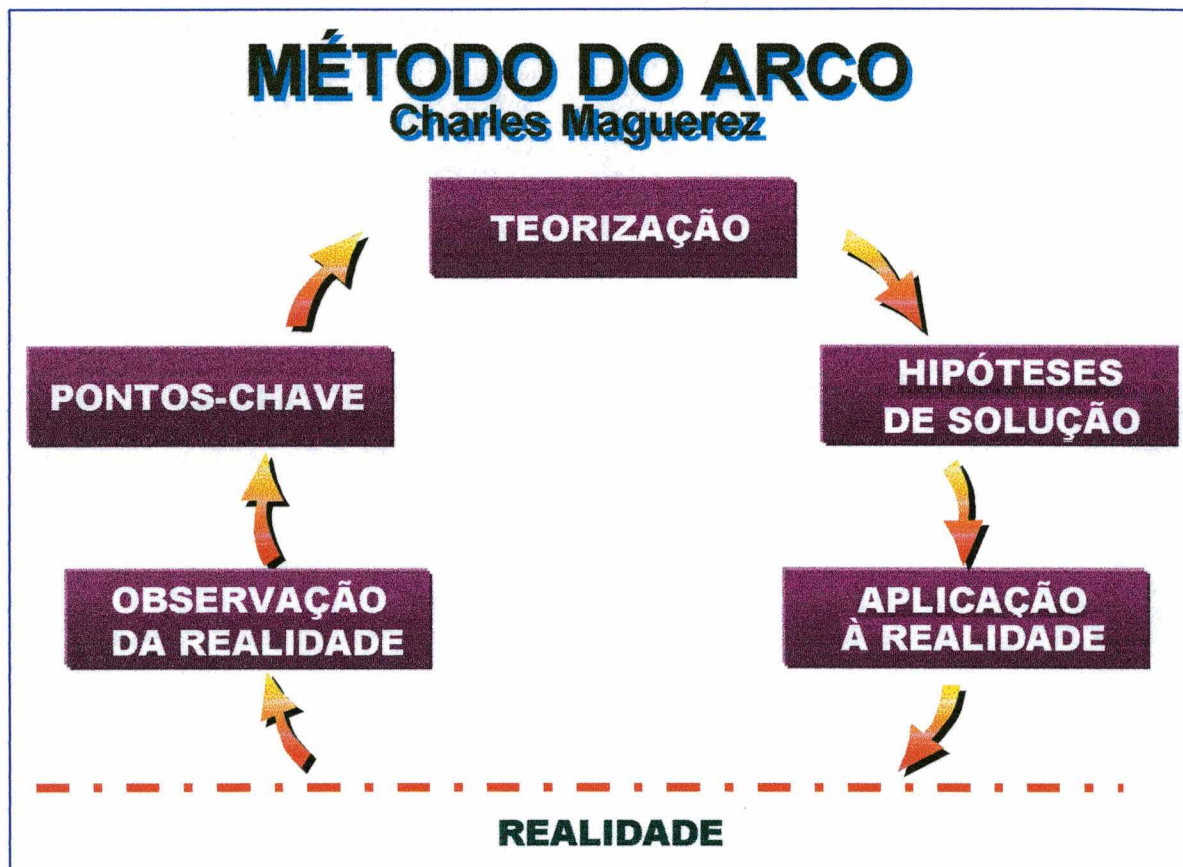 MÉTODO DO ARCO
Charles Maguerez
TEORIZAÇÃO
PONTOS-CHAVE
HIPÓTESES
DE SOLUÇÃO
OBSERVAÇÃO
DA REALIDADE
APLICAÇÃO
À REALIDADE
REALIDADE